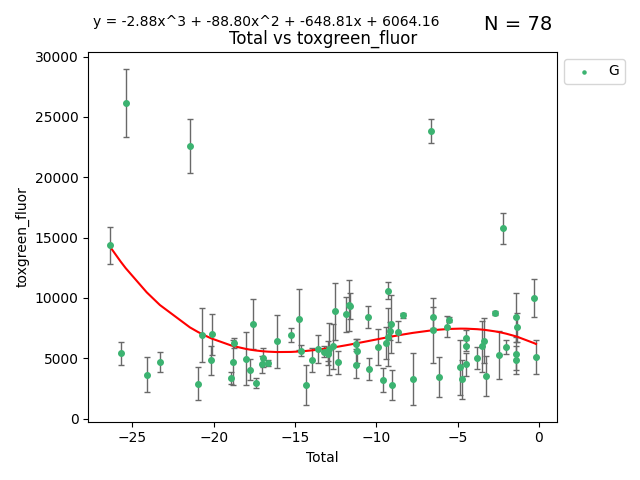 y = -2.88x^3 + -88.80x^2 + -648.81x + 6064.16
N = 78
Total vs toxgreen_fluor
G
toxgreen_fluor
30000
25000
20000
15000
10000
5000
0
−25 −20 −15 −10 −5 0
Total